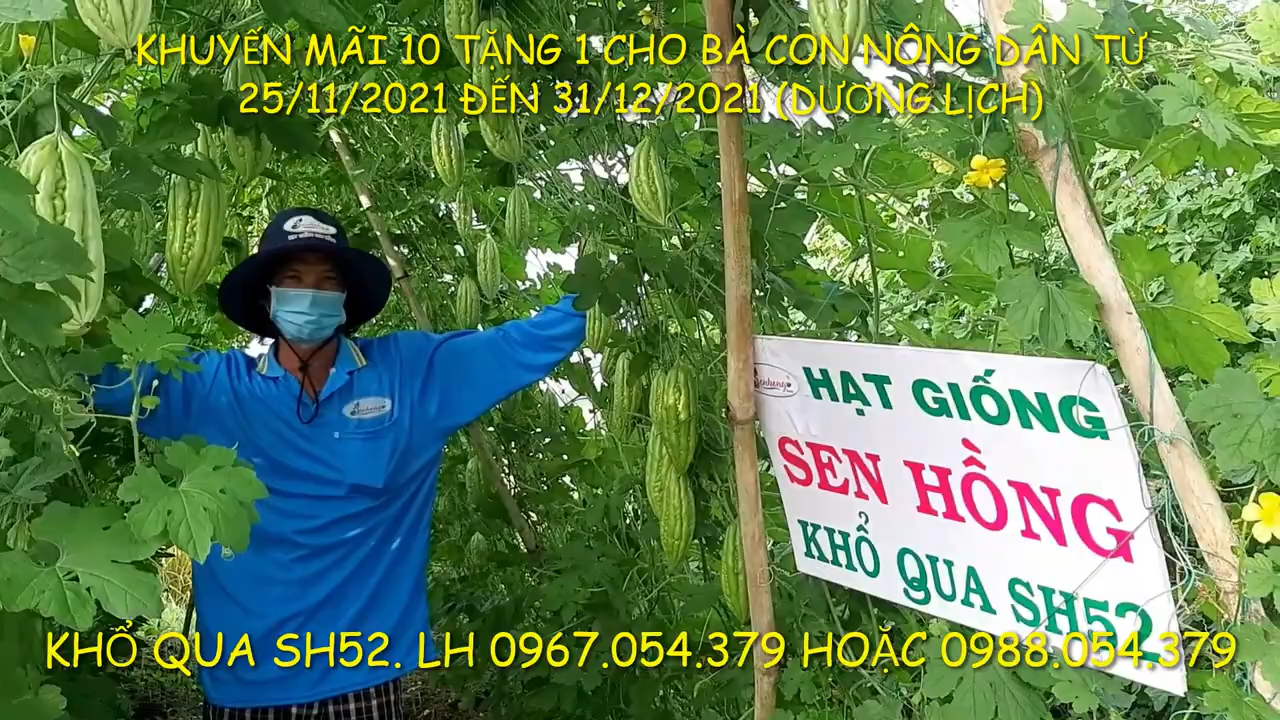 KHUYẾN MÃI 10 TẶNG 1 CHO BÀ CON NÔNG DÂN TỪ
25/11/2021 ĐẾN 31/12/2021 (DƯƠNG LỊCH)
Senhong
HẠT GIỐNG
SEN HỒNG
KHỔ QUA SH52
KHỔ QUA SH52. LH 0967.054.379 HOẶC 0988.054.379